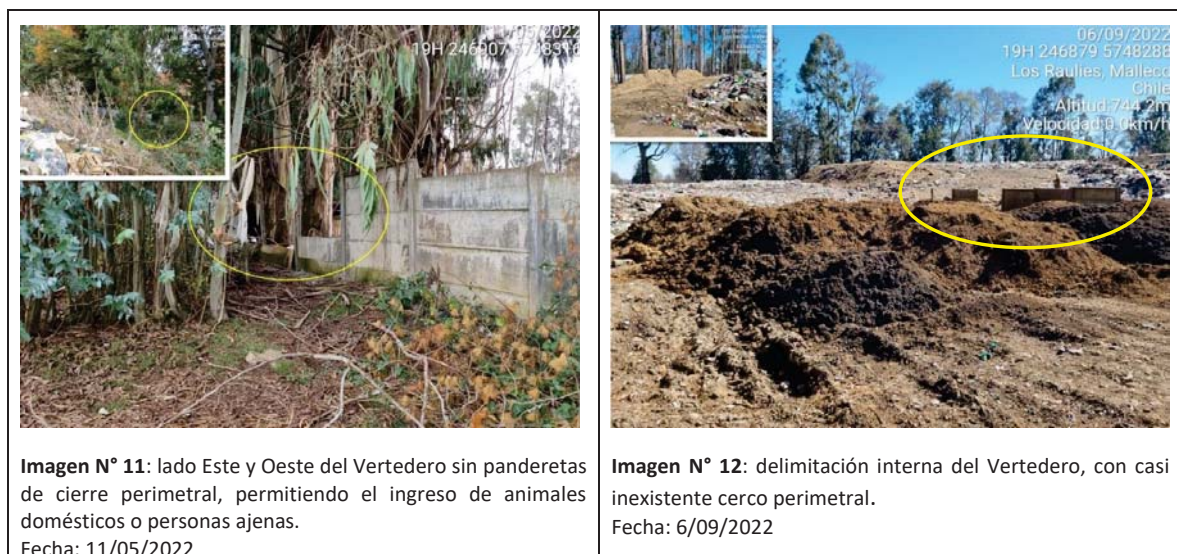 /05/2022
19H 246907 5748316
Imagen N° 11: lado Este y Oeste del Vertedero sin panderetas
de cierre perimetral, permitiendo el ingreso de animales
domésticos o personas ajenas.
Fecha: 11/05/2022
06/09/2022
19H 246879 5748288
Los Raulies, Malleco
Chile
Altitud:744.2m
Velocidad:0.0km/h
Imagen N° 12: delimitación interna del Vertedero, con casi
inexistente cerco perimetral.
Fecha: 6/09/2022